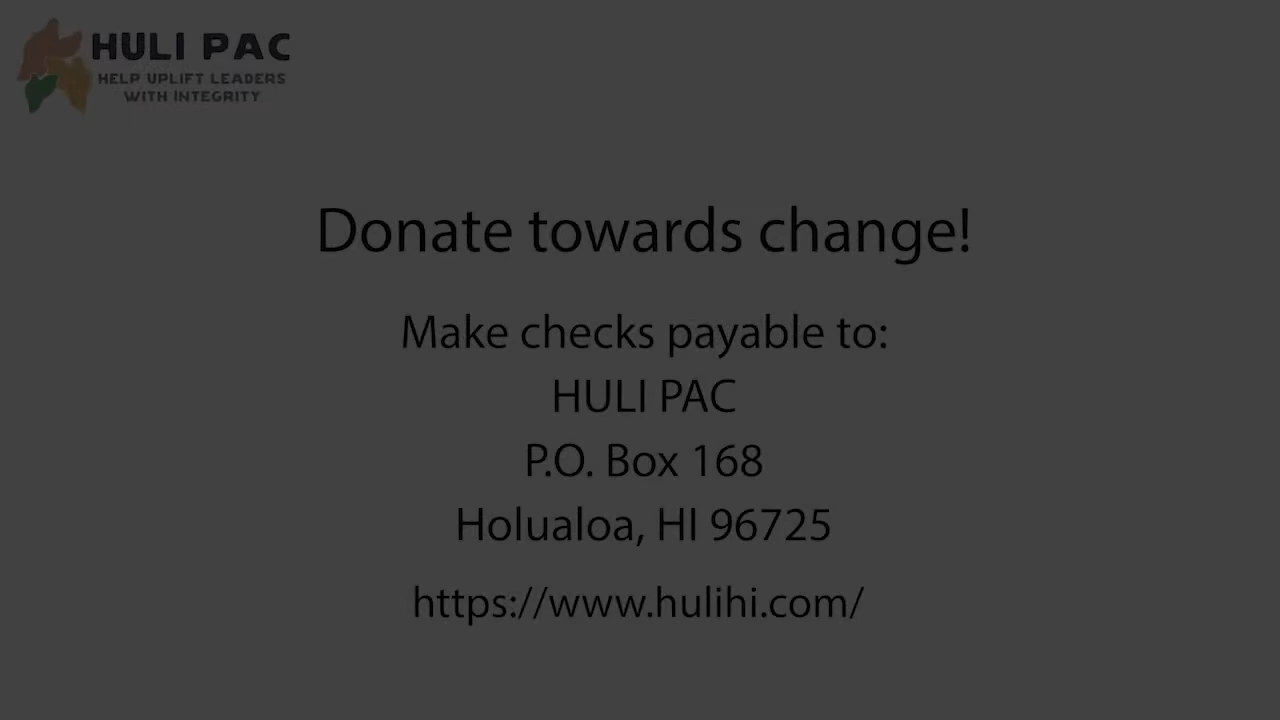 HULI PAC
HELP UPLIFT LEADERS
WITH INTEGRITY
Donate towards change!
Make checks payable to:
HULI PAC
P.O. Box 168
Holualoa, HI 96725
https://www.hulihi.com/